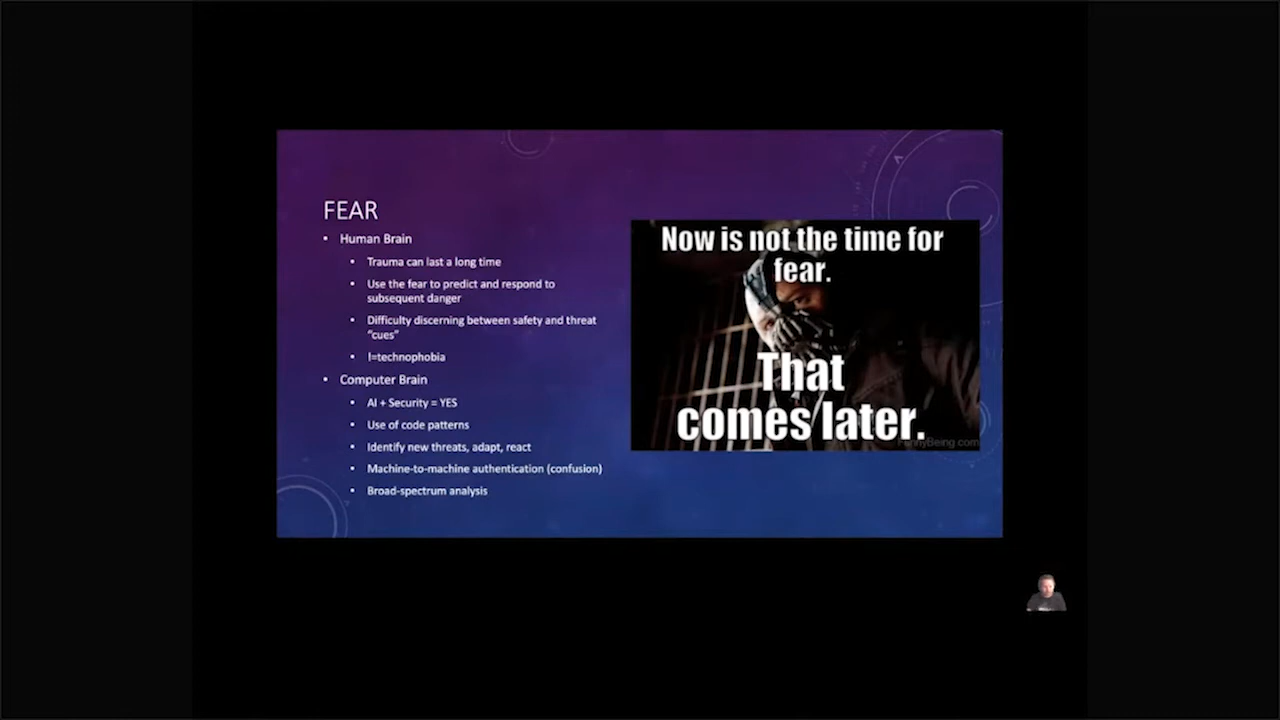 FEAR
• Human Brain
• Trauma can last a long time
• Use the fear to predict and respond to
subsequent danger
• Difficulty discerning between safety and threat
“cues”
• !=technophobia
• Computer Brain
• AI + Security = YES
• Use of code patterns
• Identify new threats, adapt, react
• Machine-to-machine authentication (confusion)
• Broad-spectrum analysis
Now is not the time for
fear.
That
comes later.
FunnyBeing.com